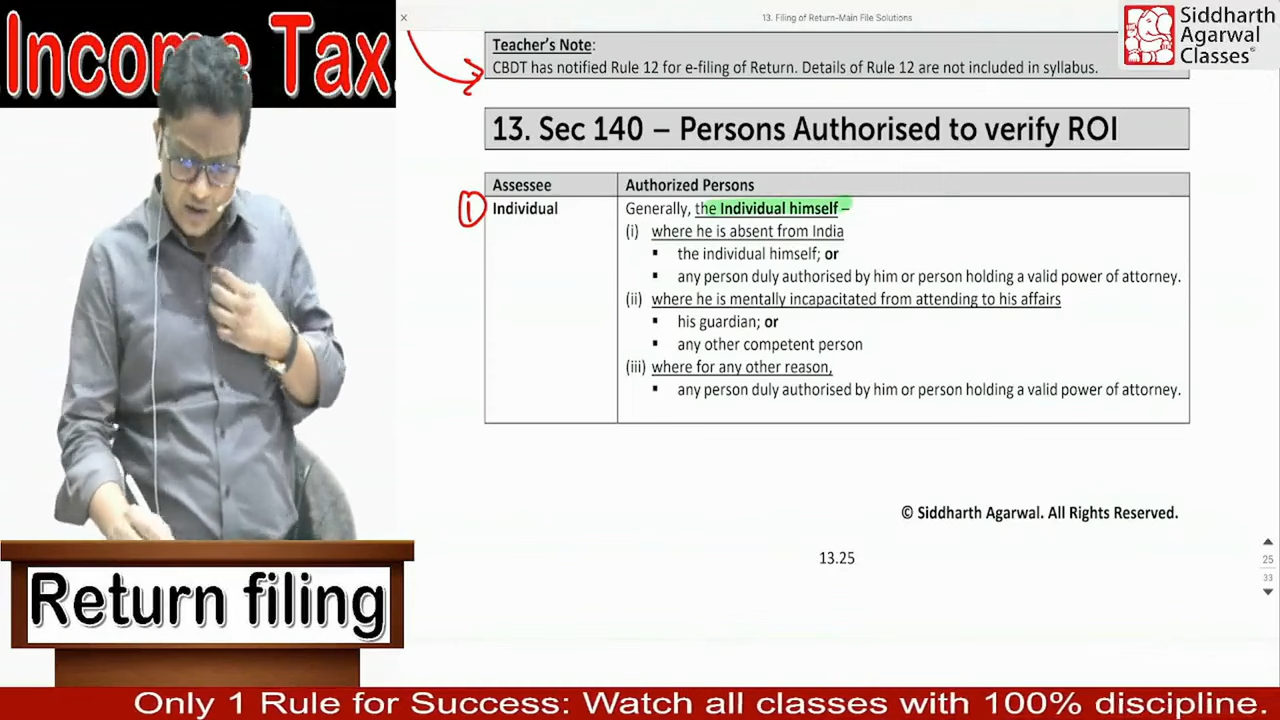 Income Tax.
13. Filing of Return-Main File Solutions
Siddharth
Agarwal
Classes®
Teacher's Note:
CBDT has notified Rule 12 for e-filing of Return. Details of Rule 12 are not included in syllabus.
13. Sec 140 – Persons Authorised to verify ROI
Assessee Authorized Persons
① Individual Generally, the Individual himself –
(i) where he is absent from India
▪ the individual himself; or
▪ any person duly authorised by him or person holding a valid power of attorney.
(ii) where he is mentally incapacitated from attending to his affairs
▪ his guardian; or
▪ any other competent person
(iii) where for any other reason,
▪ any person duly authorised by him or person holding a valid power of attorney.
© Siddharth Agarwal. All Rights Reserved.
13.25
25
33
Return filing
Only 1 Rule for Success: Watch all classes with 100% discipline.